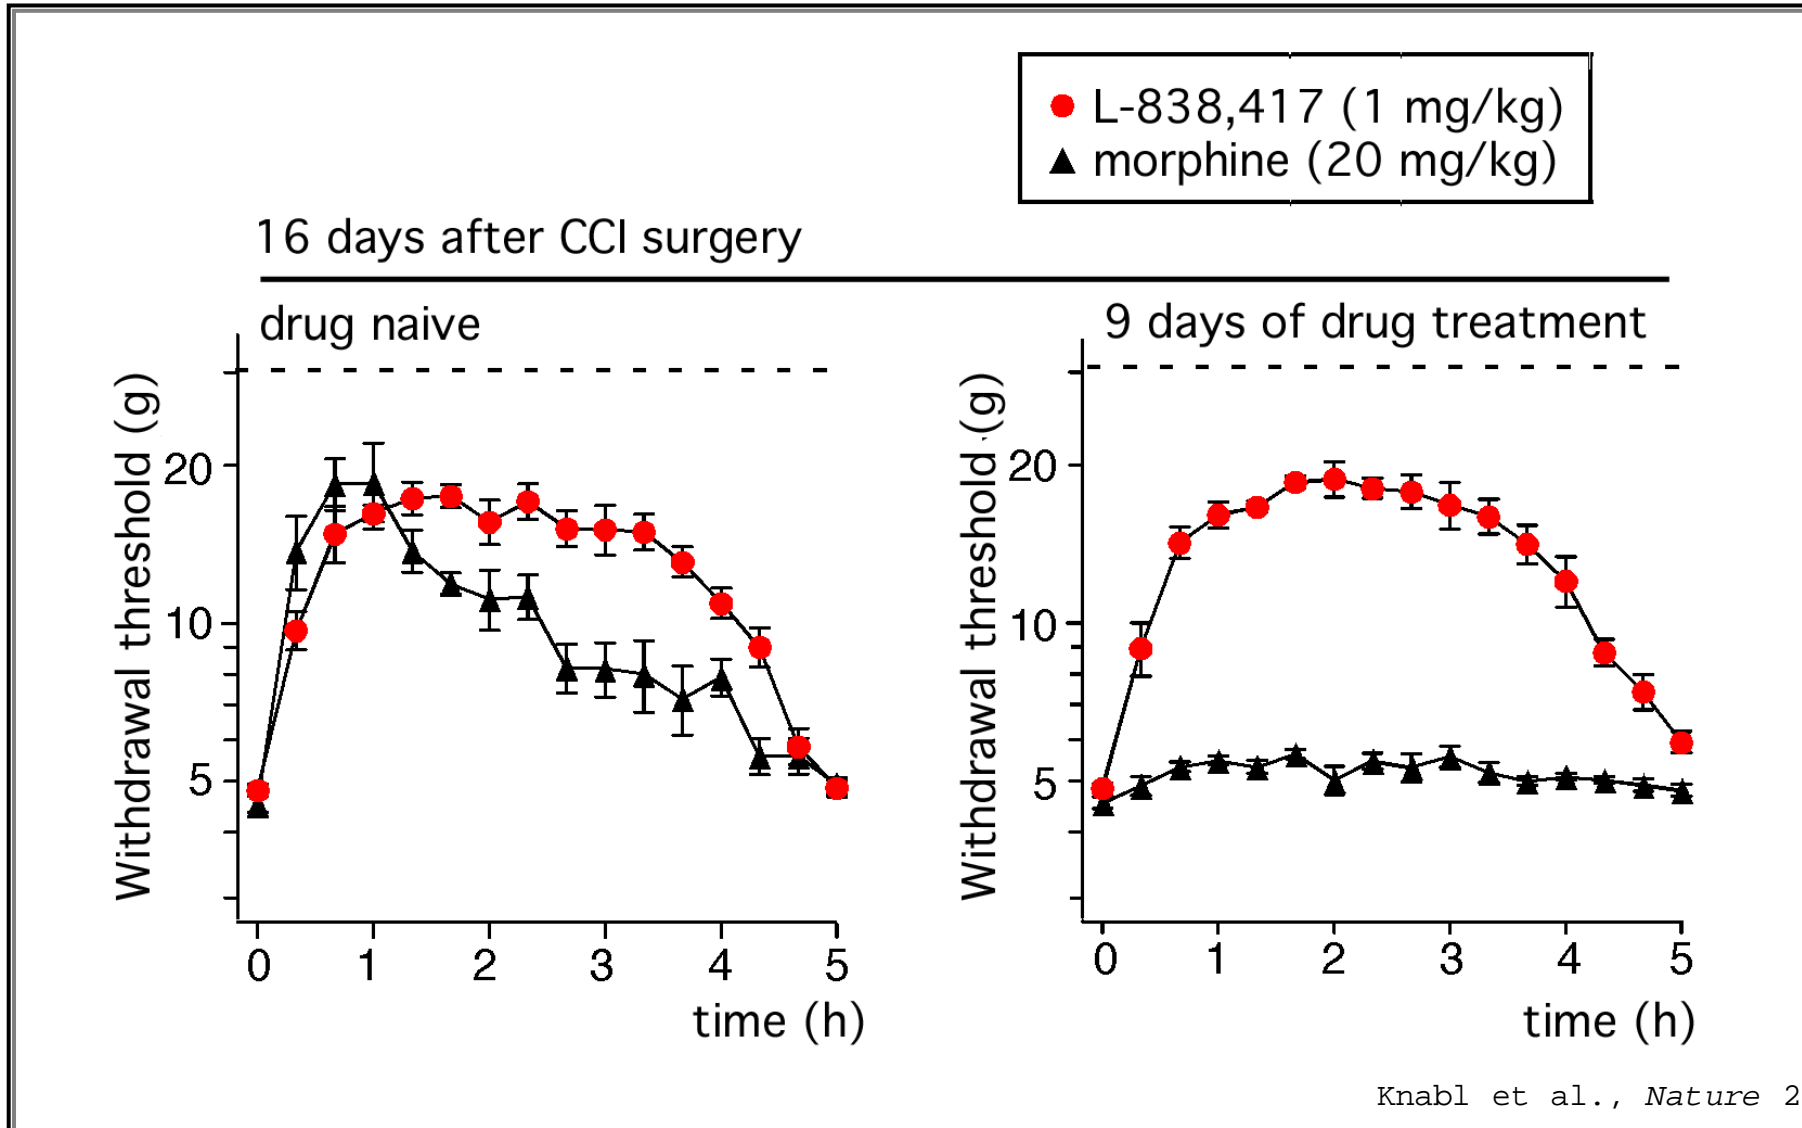 L-838,417 (1 mg/kg)
morphine (20 mg/kg)
16 days after CCI surgery
drug naive
9 days of drug treatment
Withdrawal threshold (g)
20
10
5
0 1 2 3 4 5
time (h)
Withdrawal threshold (g)
20
10
5
0 1 2 3 4 5
time (h)
Knabl et al., Nature 2